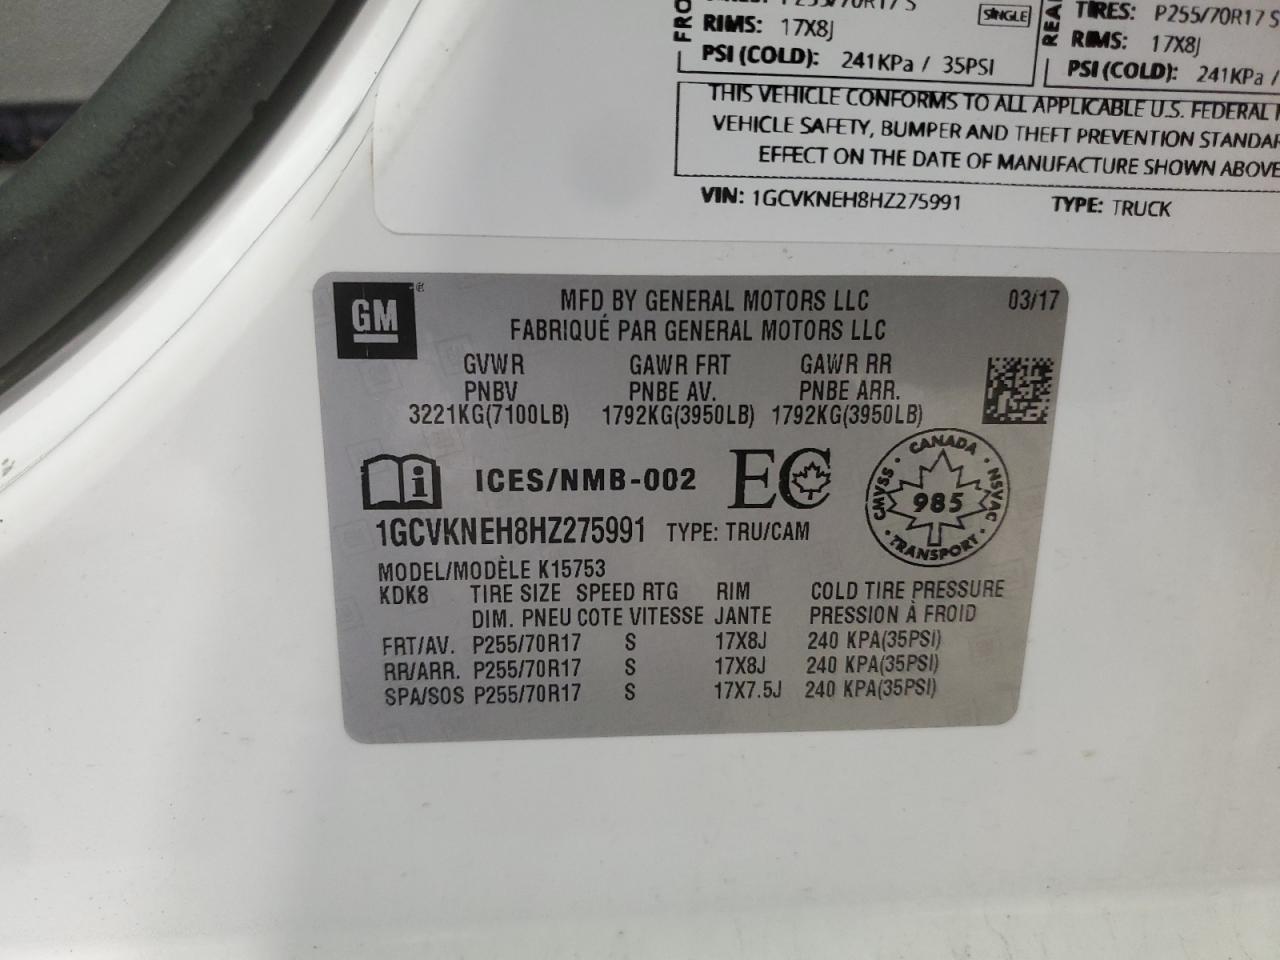 P255/70R17 S
SINGLE
RIMS: 17X8J
PSI (COLD): 241KPa / 35PSI
TIRES: P255/70R17 S
RIMS: 17X8J
PSI (COLD): 241KPa /
THIS VEHICLE CONFORMS TO ALL APPLICABLE U.S. FEDERAL
VEHICLE SAFETY, BUMPER AND THEFT PREVENTION
EFFECT ON THE DATE OF MANUFACTURE SHOWN ABOVE
VIN: 1GCVKNEH8HZ275991 TYPE: TRUCK
GM®
MFD BY GENERAL MOTORS LLC 03/17
FABRIQUÉ PAR GENERAL MOTORS LLC
GVWR GAWR FRT GAWR RR
PNBV PNBE AV. PNBE ARR.
3221KG(7100LB) 1792KG(3950LB) 1792KG(3950LB)
i ICES/NMB-002 EC
CANADA
CMVSS 985 NSVAC
TRANSPORT
1GCVKNEH8HZ275991 TYPE: TRU/CAM
MODEL/MODÈLE K15753
KDK8 TIRE SIZE SPEED RTG RIM COLD TIRE PRESSURE
DIM. PNEU COTE VITESSE JANTE PRESSION À FROID
FRT/AV. P255/70R17 S 17X8J 240 KPA(35PSI)
RR/ARR. P255/70R17 S 17X8J 240 KPA(35PSI)
SPA/SOS P255/70R17 S 17X7.5J 240 KPA(35PSI)